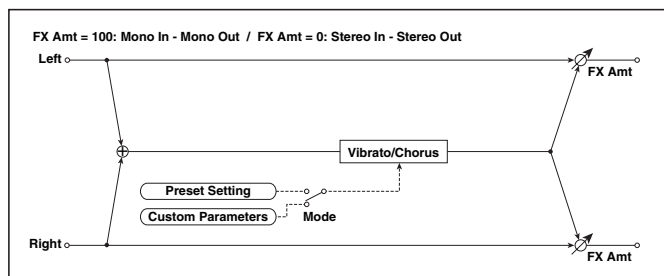 FX Amt = 100: Mono In - Mono Out / FX Amt = 0: Stereo In - Stereo Out
Left
FX Amt
Vibrato/Chorus
Preset Setting
Custom Parameters
Mode
Right
FX Amt